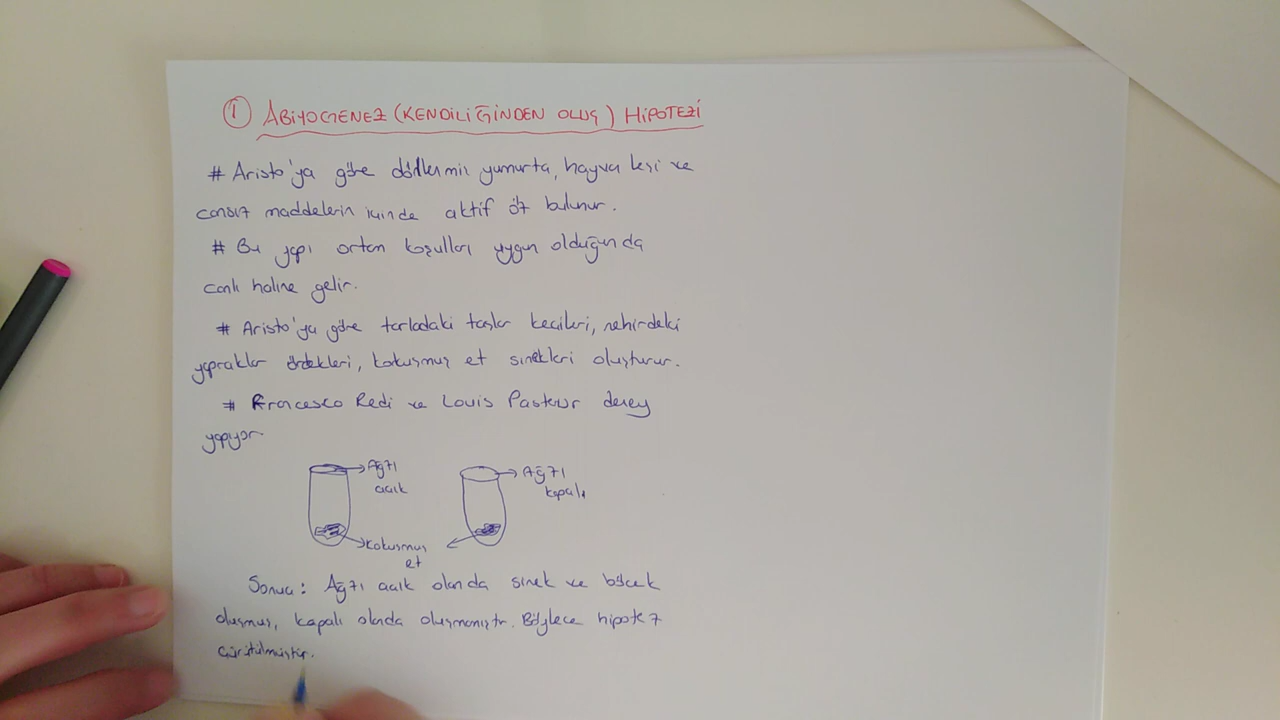 ① ABİYOGENEZ (KENDİLİĞİNDEN OLUŞ) HİPOTEZİ
# Aristo'ya göre döllenmiş yumurta, hayvan leşi ve
cansız maddelerin içinde aktif öz bulunur.
# Bu yapı ortam koşulları uygun olduğunda
canlı haline gelir.
# Aristo'ya göre tarladaki taşlar keçileri, nehirdeki
yapraklar ördekleri, kokuşmuş et sinekleri oluşturur.
# Francesco Redi ve Louis Pasteur deney
yapıyor.
Ağzı
açık
Ağzı
kapalı
Kokuşmuş
et
Sonuç: Ağzı açık olanda sinek ve böcek
oluşmuş, kapalı olanda oluşmamıştır. Böylece hipotez
çürütülmüştür.